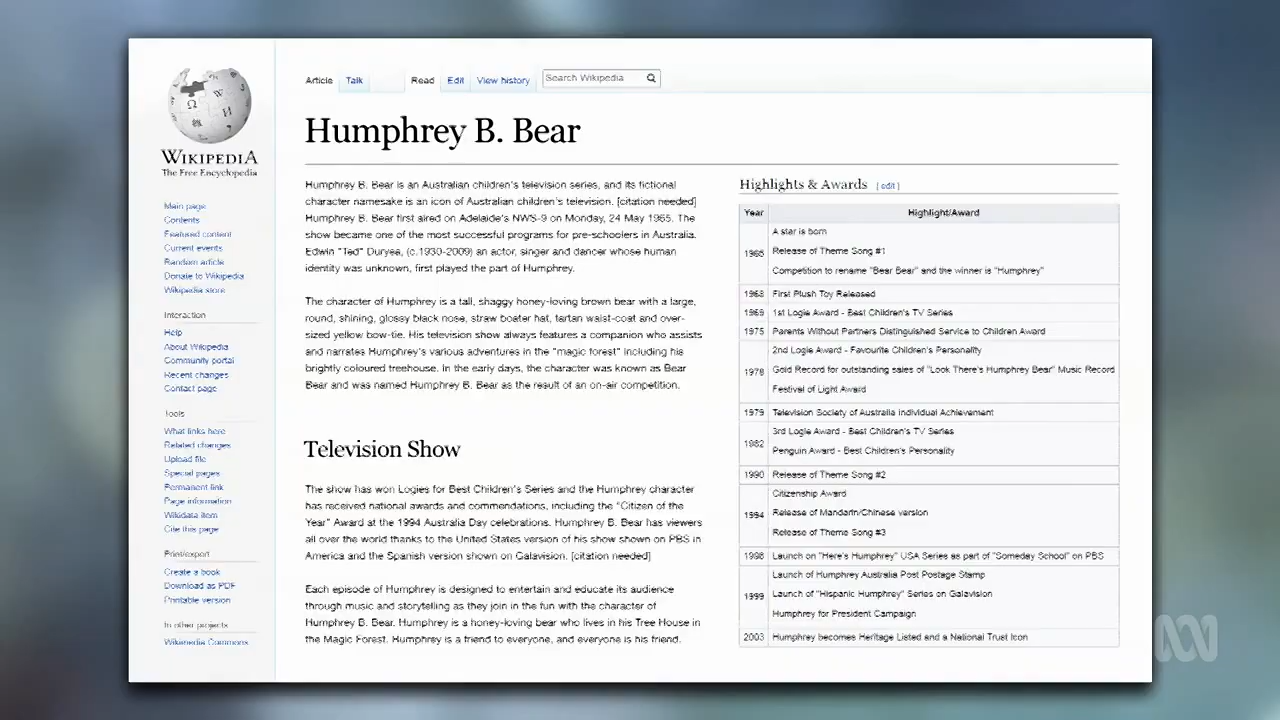 Article Talk Read Edit View history Search Wikipedia
WIKIPEDIA
The Free Encyclopedia
Main page
Contents
Featured content
Current events
Random article
Donate to Wikipedia
Wikipedia store
Interaction
Help
About Wikipedia
Community portal
Recent changes
Contact page
Tools
What links here
Related changes
Upload file
Special pages
Permanent link
Page information
Wikidata item
Cite this page
Print/export
Create a book
Download as PDF
Printable version
In other projects
Wikimedia Commons
Humphrey B. Bear
Humphrey B. Bear is an Australian children's television series, and its fictional
character namesake is an icon of Australian children's television. [citation needed]
Humphrey B. Bear first aired on Adelaide's NWS-9 on Monday, 24 May 1965. The
show became one of the most successful programs for pre-schoolers in Australia.
Edwin "Ted" Duryea, (c.1930-2009) an actor, singer and dancer whose human
identity was unknown, first played the part of Humphrey.
The character of Humphrey is a tall, shaggy honey-loving brown bear with a large,
round, shining, glossy black nose, straw boater hat, tartan waist-coat and over-
sized yellow bow-tie. His television show always features a companion who assists
and narrates Humphrey's various adventures in the "magic forest" including his
brightly coloured treehouse. In the early days, the character was known as Bear
Bear and was named Humphrey B. Bear as the result of an on-air competition.
Television Show
The show has won Logies for Best Children's Series and the Humphrey character
has received national awards and commendations, including the "Citizen of the
Year" Award at the 1994 Australia Day celebrations. Humphrey B. Bear has viewers
all over the world thanks to the United States version of his show shown on PBS in
America and the Spanish version shown on Galavision. [citation needed]
Each episode of Humphrey is designed to entertain and educate its audience
through music and storytelling as they join in the fun with the character of
Humphrey B. Bear. Humphrey is a honey-loving bear who lives in his Tree House in
the Magic Forest. Humphrey is a friend to everyone, and everyone is his friend.
Highlights & Awards [ edit ]
Year Highlight/Award
A star is born
1965 Release of Theme Song #1
Competition to rename "Bear Bear" and the winner is "Humphrey"
1968 First Plush Toy Released
1969 1st Logie Award - Best Children's TV Series
1975 Parents Without Partners Distinguished Service to Children Award
2nd Logie Award - Favourite Children's Personality
1978 Gold Record for outstanding sales of "Look There's Humphrey Bear" Music Record
Festival of Light Award
1979 Television Society of Australia Individual Achievement
3rd Logie Award - Best Children's TV Series
1982
Penguin Award - Best Children's Personality
1990 Release of Theme Song #2
Citizenship Award
1994 Release of Mandarin/Chinese version
Release of Theme Song #3
1998 Launch on "Here's Humphrey" USA Series as part of "Someday School" on PBS
Launch of Humphrey Australia Post Postage Stamp
1999 Launch of "Hispanic Humphrey" Series on Galavision
Humphrey for President Campaign
2003 Humphrey becomes Heritage Listed and a National Trust Icon